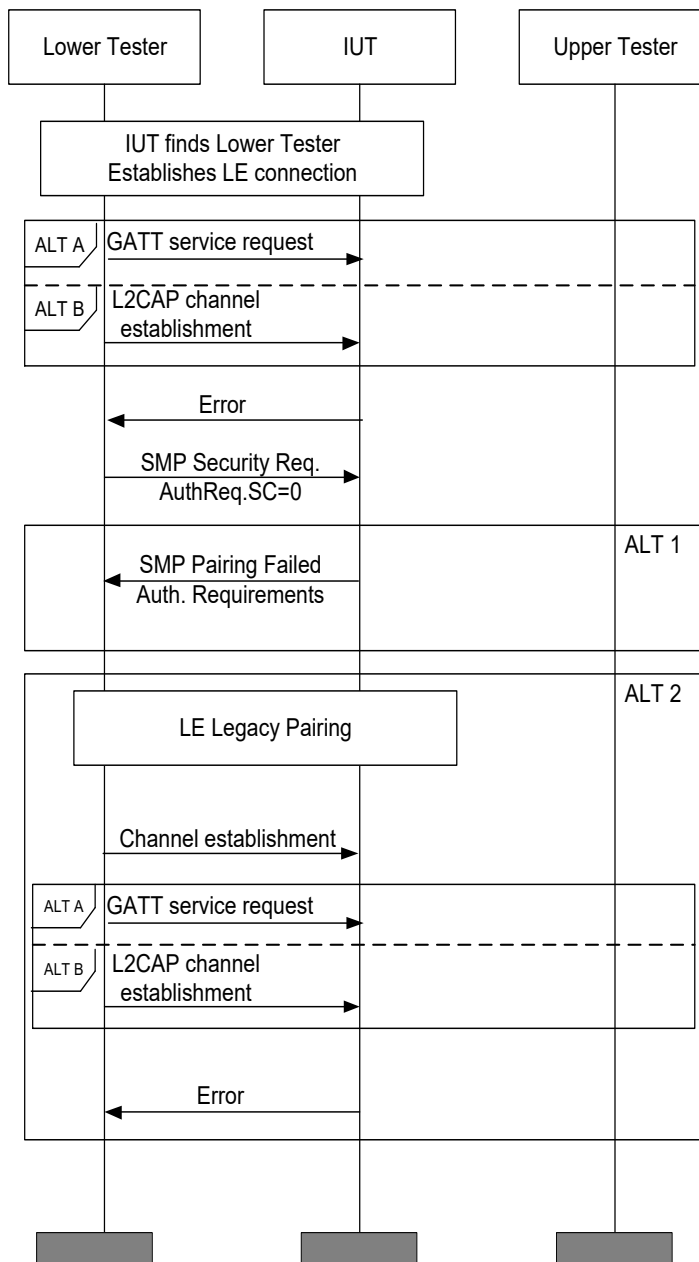 Lower Tester
IUT
Upper Tester
IUT finds Lower Tester
Establishes LE connection
ALT A
GATT service request
ALT B
L2CAP channel
establishment
Error
SMP Security Req.
AuthReq.SC=0
ALT 1
SMP Pairing Failed
Auth. Requirements
ALT 2
LE Legacy Pairing
Channel establishment
ALT A
GATT service request
ALT B
L2CAP channel
establishment
Error